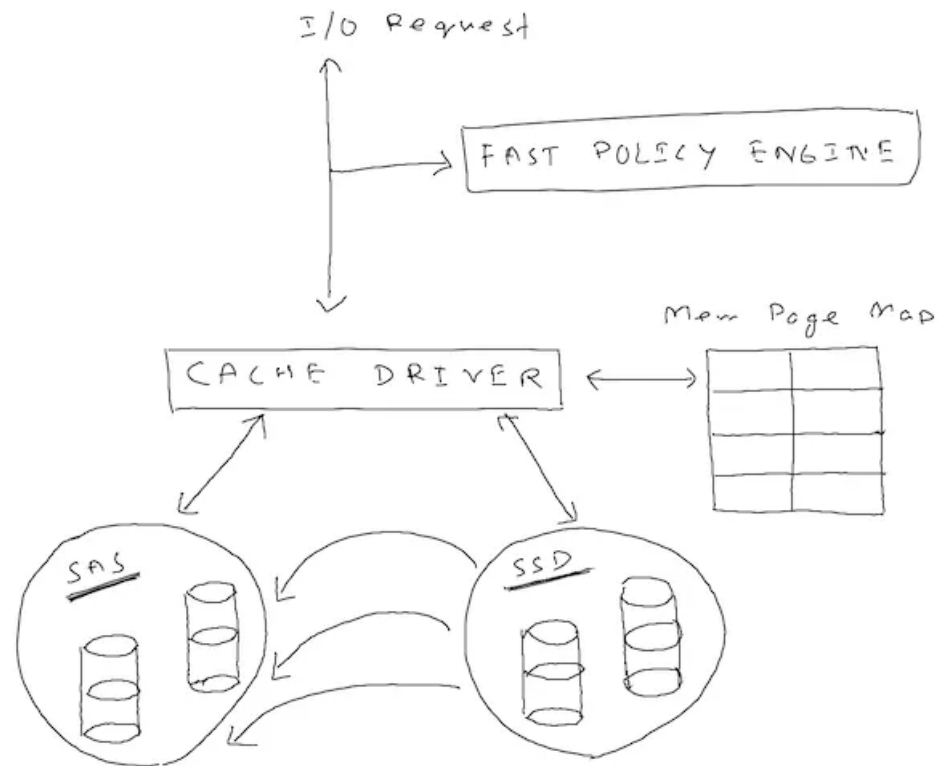 I/O Request
FAST POLICY ENGINE
Mem Page Map
CACHE DRIVER
SAS
SSD